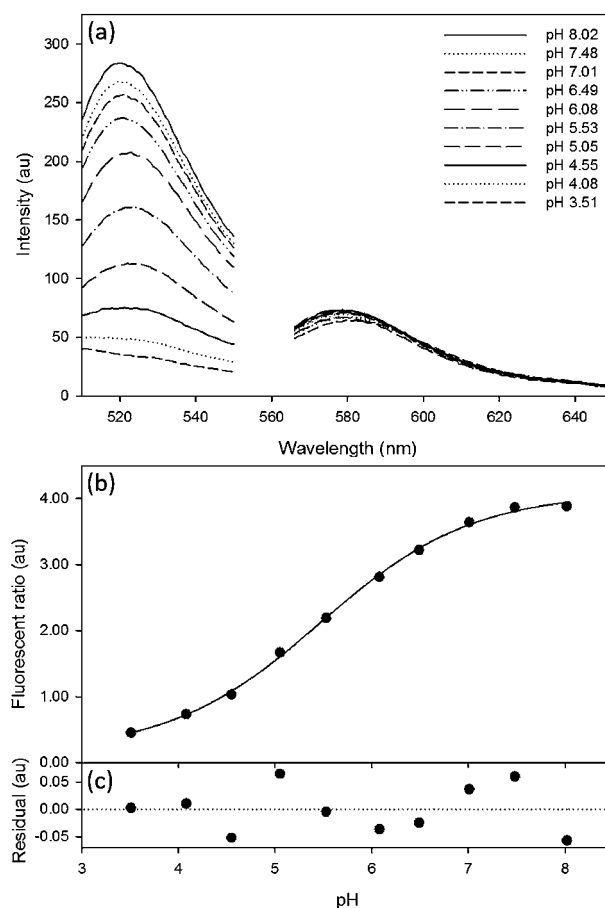 (a)
pH 8.02
pH 7.48
pH 7.01
pH 6.49
pH 6.08
pH 5.53
pH 5.05
pH 4.55
pH 4.08
pH 3.51
Intensity (au)
300
250
200
150
100
50
0
520 540 560 580 600 620 640
Wavelength (nm)
(b)
Fluorescent ratio (au)
4.00
3.00
2.00
1.00
0.00
(c)
Residual (au)
0.05
0.00
-0.05
3 4 5 6 7 8
pH